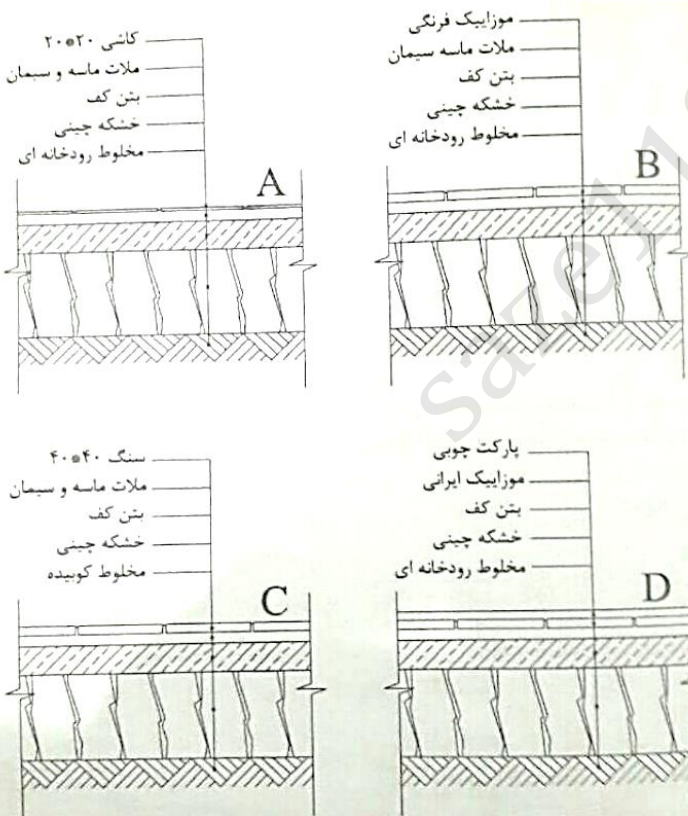 کاشی ۲۰*۲۰
ملات ماسه و سیمان
بتن کف
خشکه چینی
مخلوط رودخانه ای
A
موزاییک فرنگی
ملات ماسه سیمان
بتن کف
خشکه چینی
مخلوط رودخانه ای
B
سنگ ۴۰*۴۰
ملات ماسه و سیمان
بتن کف
خشکه چینی
مخلوط کوبیده
C
پارکت چوبی
موزاییک ایرانی
بتن کف
خشکه چینی
مخلوط رودخانه ای
D